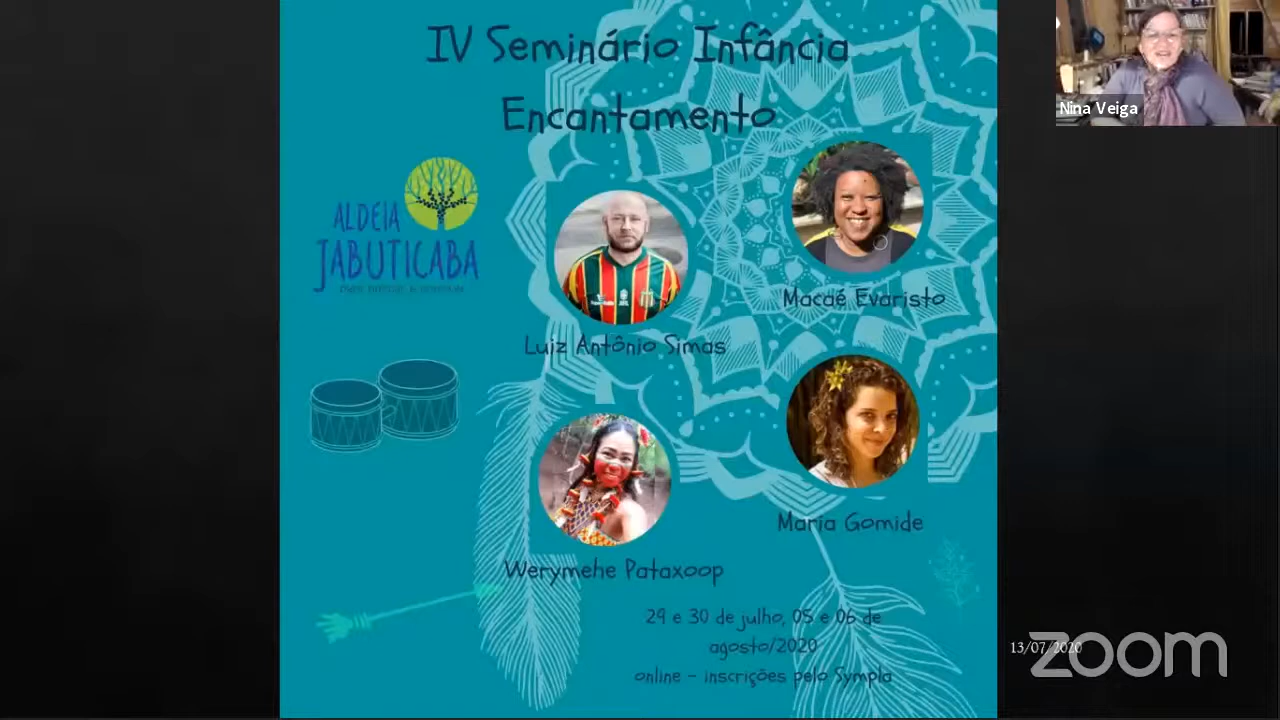 IV Seminário Infância
Encantamento
Nina Veiga
ALDEIA
JABUTICABA
Macaé Evaristo
Luiz Antônio Simas
Maria Gomide
Werymehe Pataxoop
29 e 30 de julho, 05 e 06 de
agosto/2020
online - inscrições pelo Sympla
13/07/2020
zoom